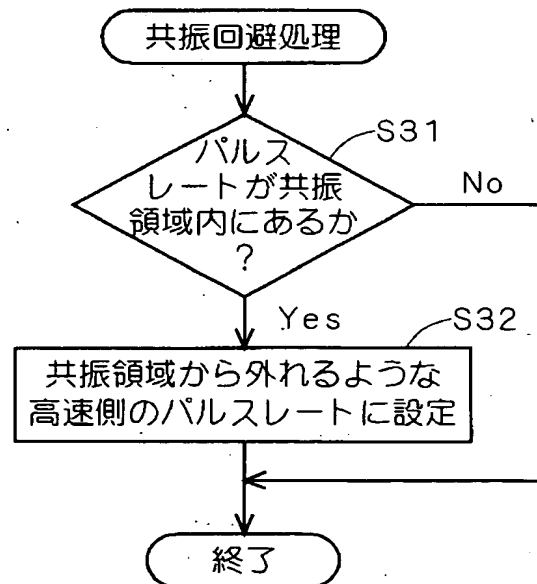 共振回避処理
S31
パルス
レートが共振
領域内にあるか
?
No
Yes
S32
共振領域から外れるような
高速側のパルスレートに設定
終了